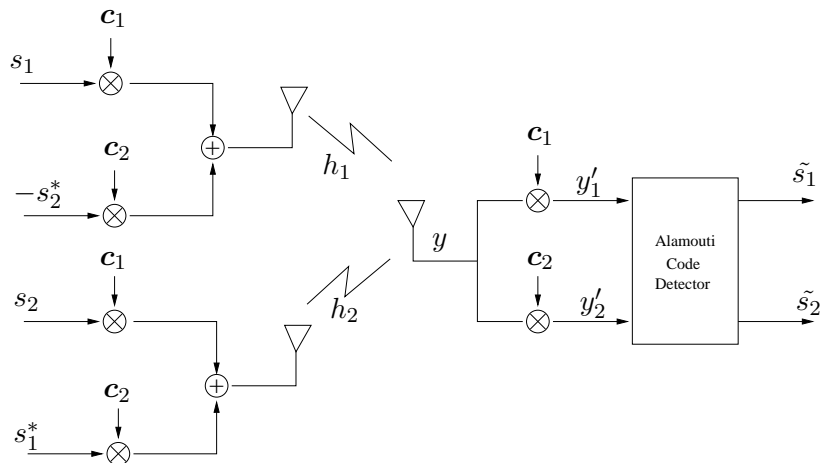 c₁
s₁
c₂
−s₂*
h₁
c₁
s₂
c₂
s₁*
h₂
y
c₁
y′₁
c₂
y′₂
Alamouti
Code
Detector
s̃₁
s̃₂